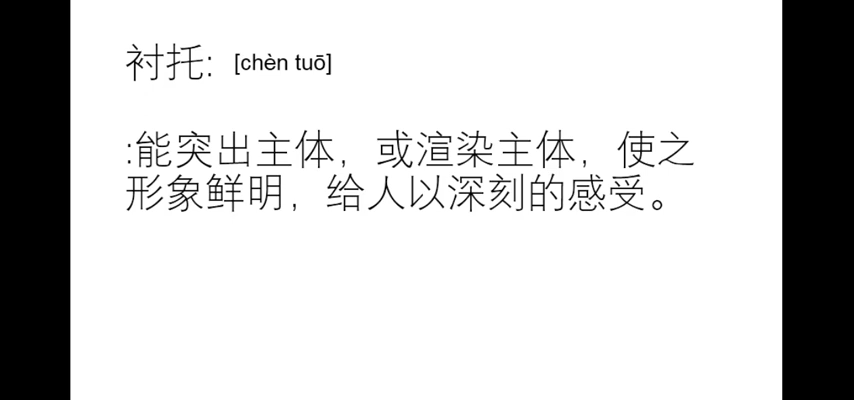 衬托: [chèn tuō]
:能突出主体，或渲染主体，使之
形象鲜明，给人以深刻的感受。